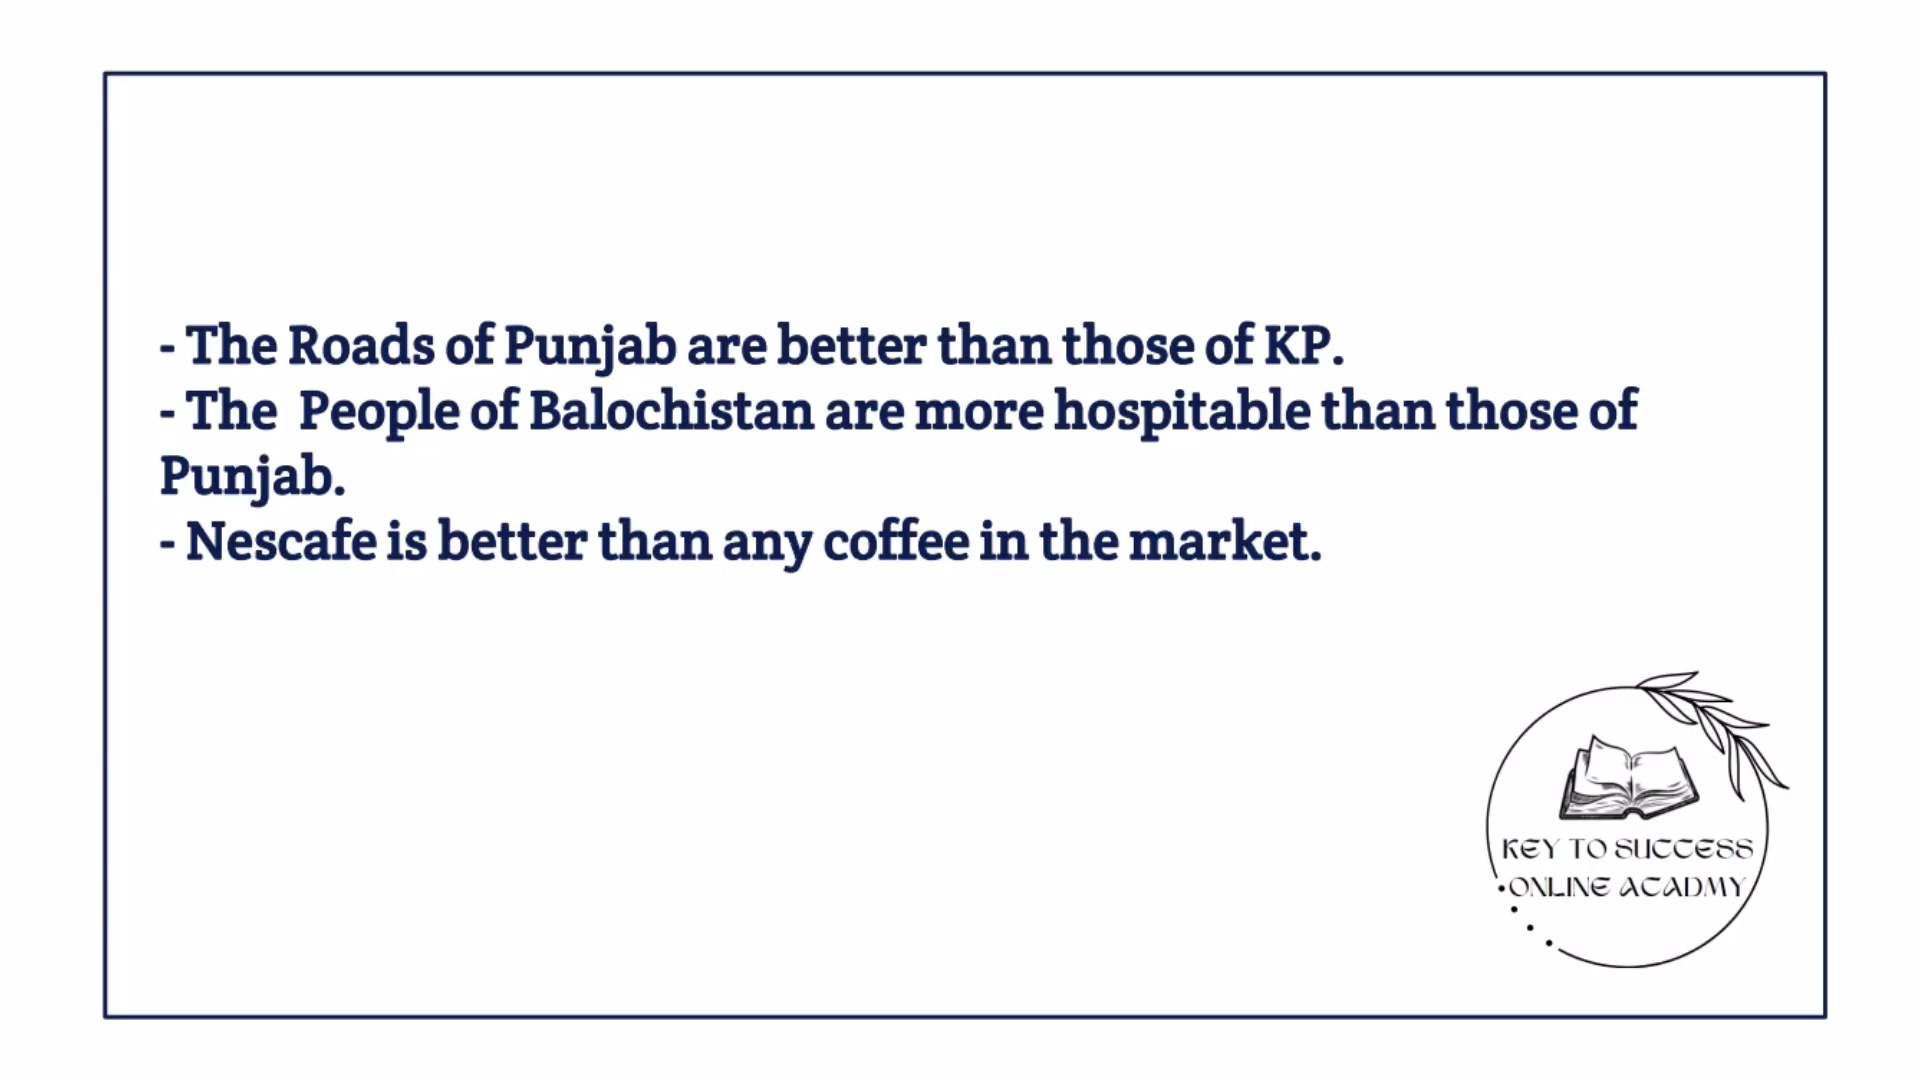 - The Roads of Punjab are better than those of KP.
- The  People of Balochistan are more hospitable than those of
Punjab.
- Nescafe is better than any coffee in the market.
KEY TO SUCCESS
ONLINE ACADMY